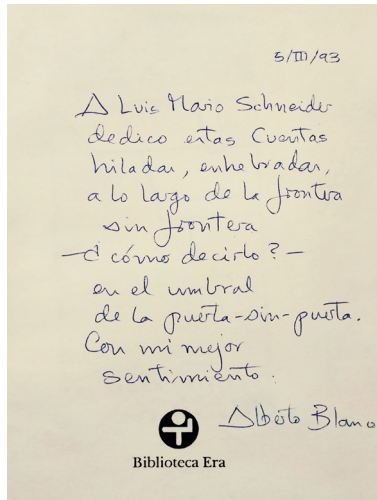 5/III/93
A Luis Mario Schneider
dedico estas Cuentas
hiladas, enhebradas,
a lo largo de la frontera
sin frontera
—¿cómo decirlo?—
en el umbral
de la puerta-sin-puerta.
Con mi mejor
sentimiento.
Alberto Blanco
Biblioteca Era